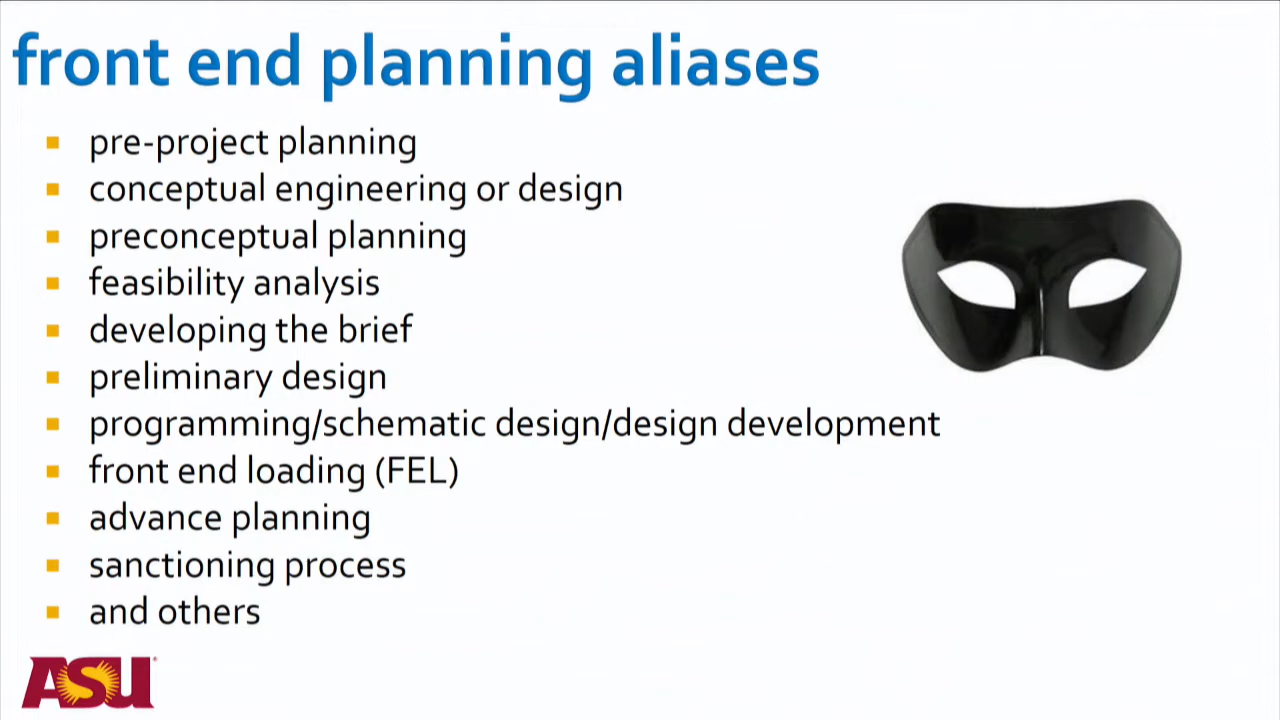 front end planning aliases
pre-project planning
conceptual engineering or design
preconceptual planning
feasibility analysis
developing the brief
preliminary design
programming/schematic design/design development
front end loading (FEL)
advance planning
sanctioning process
and others
ASU